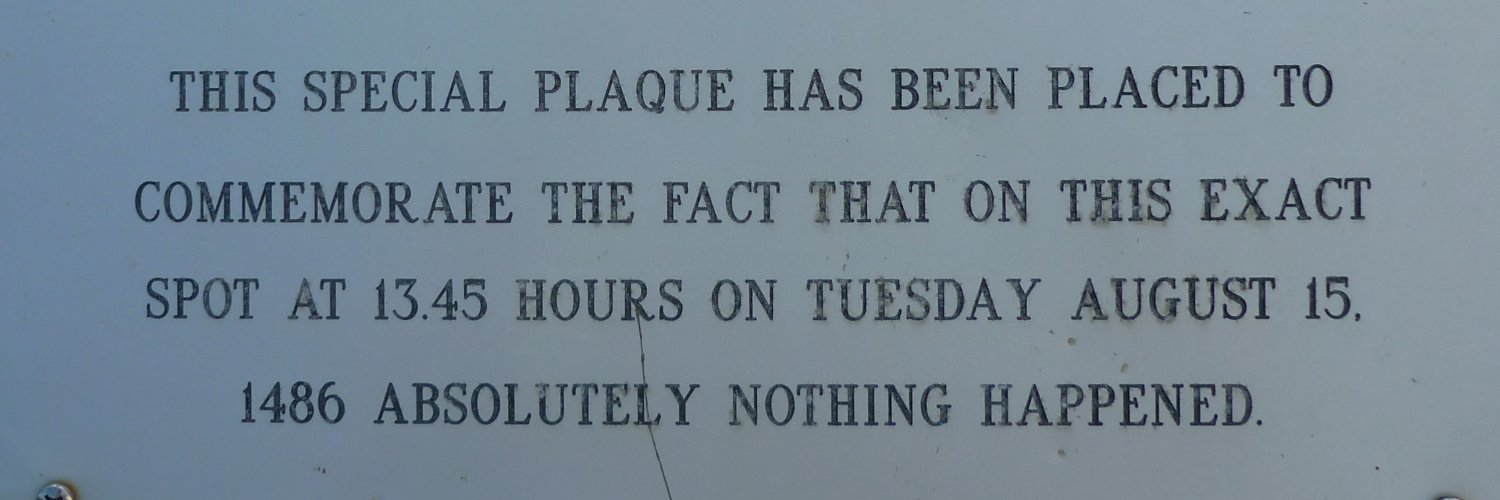 THIS SPECIAL PLAQUE HAS BEEN PLACED TO
COMMEMORATE THE FACT THAT ON THIS EXACT
SPOT AT 13.45 HOURS ON TUESDAY AUGUST 15,
1486 ABSOLUTELY NOTHING HAPPENED.